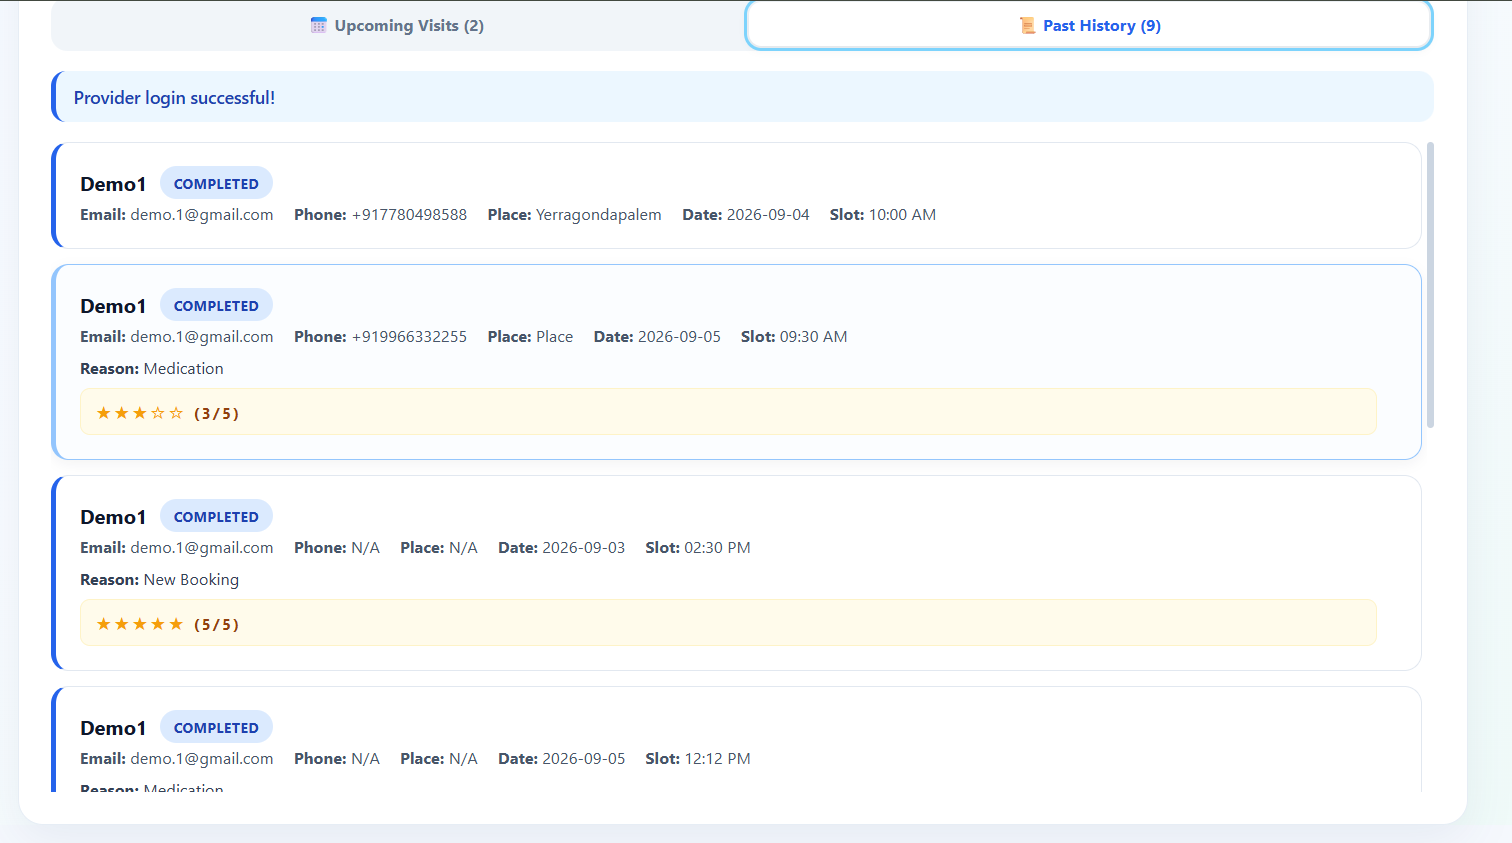 Upcoming Visits (2)
Past History (9)
Provider login successful!
Demo1 COMPLETED
Email: demo.1@gmail.com Phone: +917780498588 Place: Yerragondapalem Date: 2026-09-04 Slot: 10:00 AM
Demo1 COMPLETED
Email: demo.1@gmail.com Phone: +919966332255 Place: Place Date: 2026-09-05 Slot: 09:30 AM
Reason: Medication
★★★☆☆ (3/5)
Demo1 COMPLETED
Email: demo.1@gmail.com Phone: N/A Place: N/A Date: 2026-09-03 Slot: 02:30 PM
Reason: New Booking
★★★★★ (5/5)
Demo1 COMPLETED
Email: demo.1@gmail.com Phone: N/A Place: N/A Date: 2026-09-05 Slot: 12:12 PM
Reason: Medication